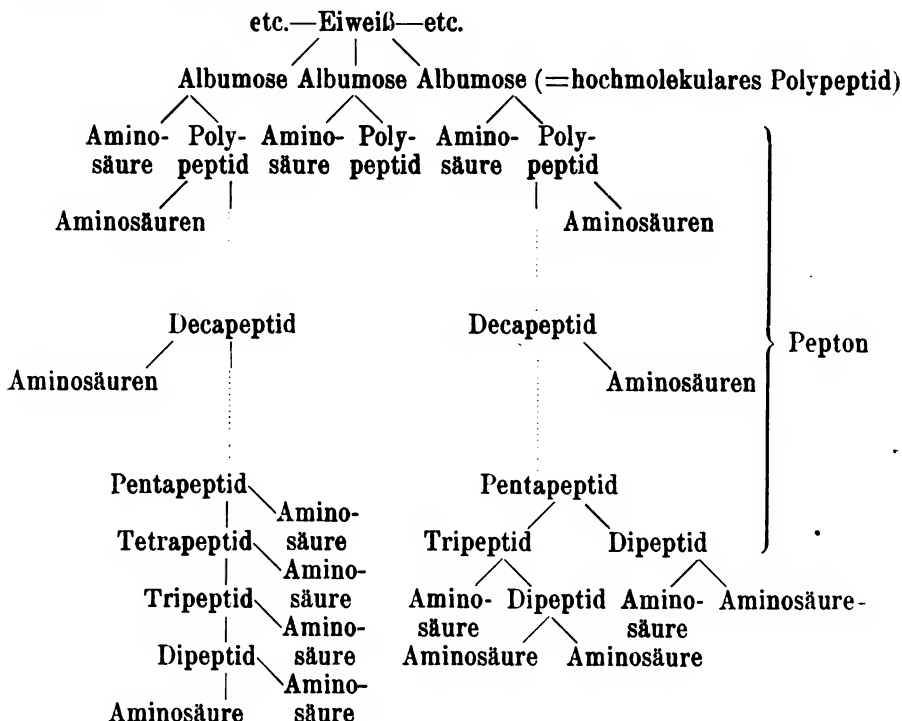 etc.—Eiweiß—etc.
Albumose Albumose Albumose (=hochmolekulares Polypeptid)
Amino- Poly- Amino- Poly- Amino- Poly-
säure peptid säure peptid säure peptid
Aminosäuren Aminosäuren
Decapeptid Decapeptid
Pepton
Aminosäuren Aminosäuren
Pentapeptid Pentapeptid
Amino-
Tetrapeptid säure Tripeptid Dipeptid
Amino-
Tripeptid säure Amino- Dipeptid Amino- Aminosäure-
Amino- säure säure
Dipeptid säure Aminosäure Aminosäure
Amino-
Aminosäure säure